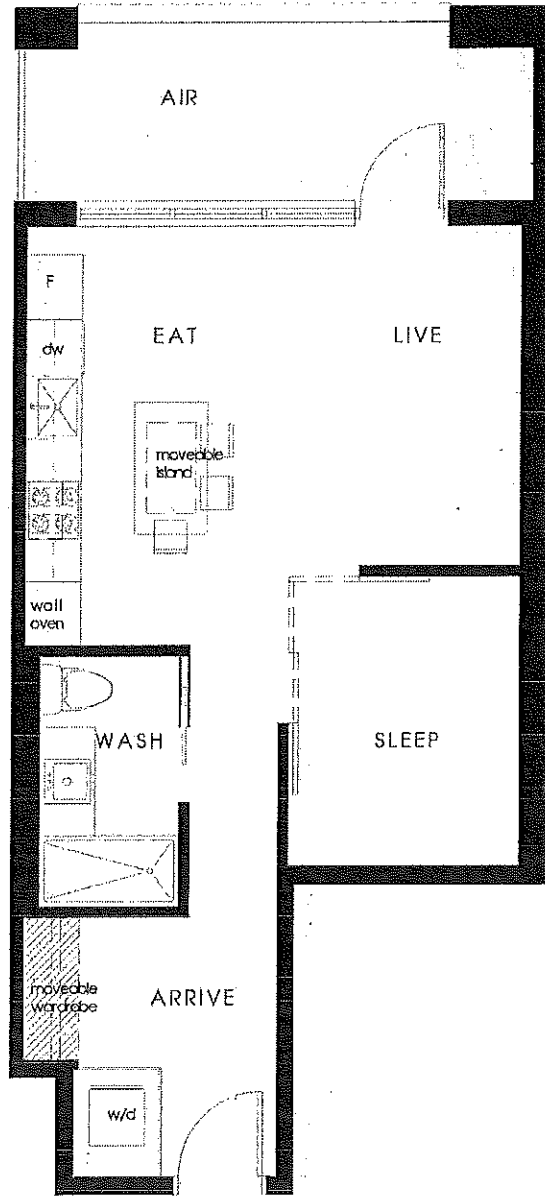 AIR
F
EAT
LIVE
dw
moveable
island
wall
oven
WASH
SLEEP
moveable
wardrobe
ARRIVE
w/d